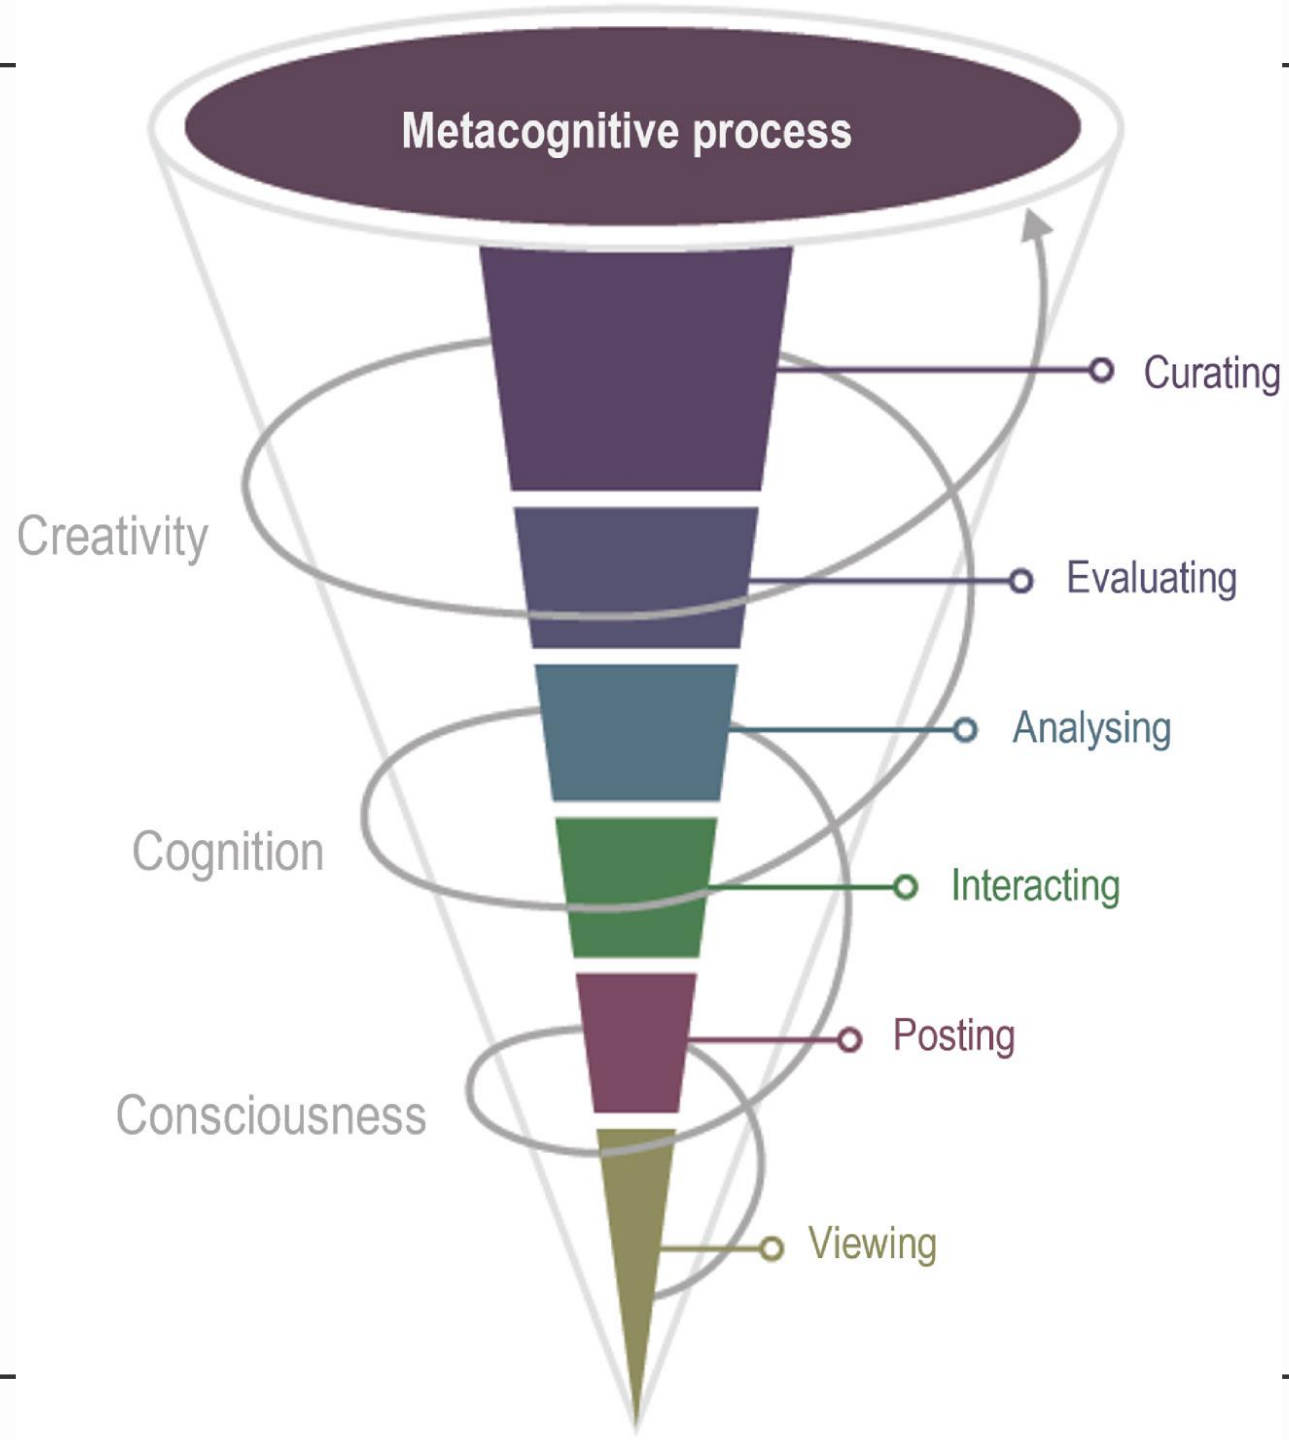 Metacognitive process
Curating
Creativity
Evaluating
Analysing
Cognition
Interacting
Posting
Consciousness
Viewing